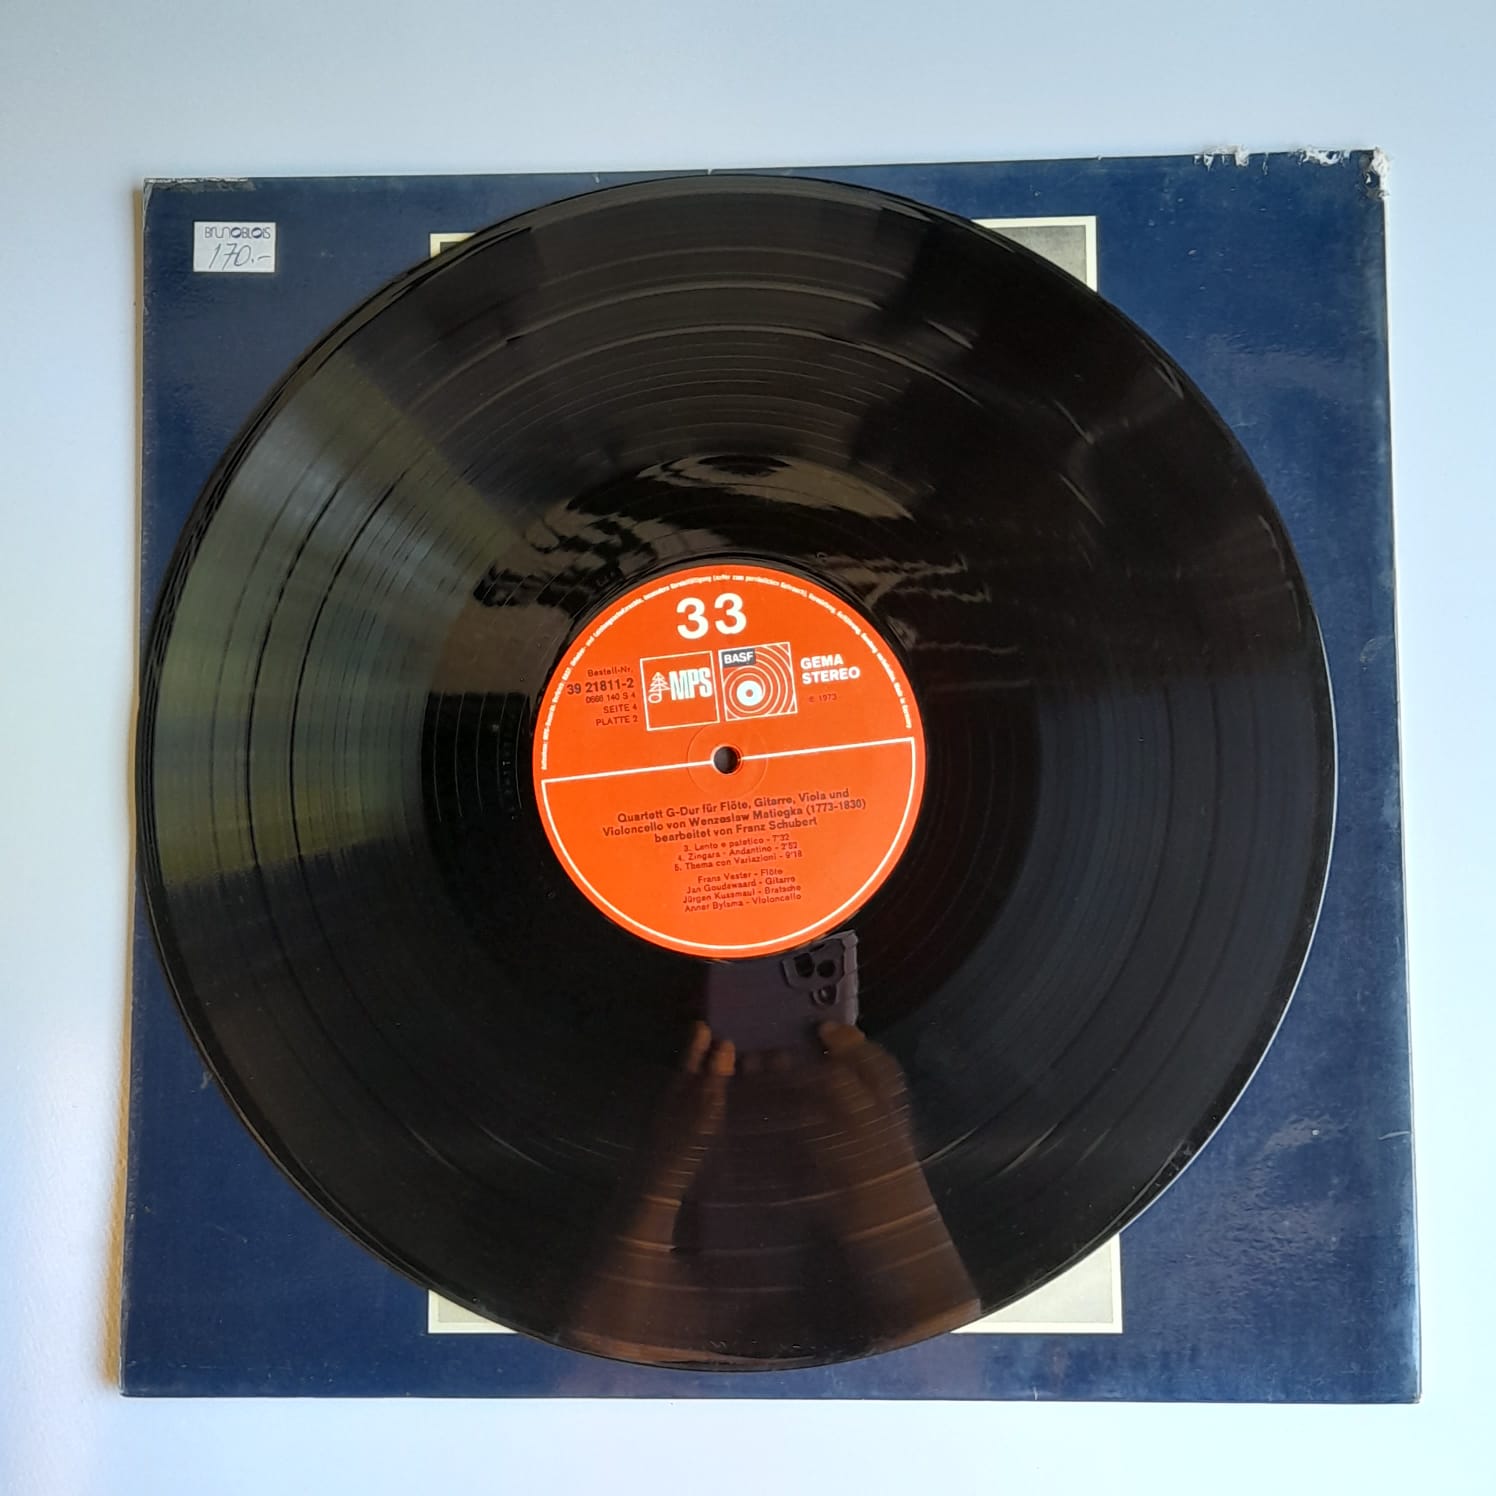 BRUNOBLOIS
170.-
33
Bestell-Nr.
39 21811-2
0666 140 S 4
SEITE 4
PLATTE 2
MPS
BASF
GEMA
STEREO
℗ 1973
Quartett G-Dur für Flöte, Gitarre, Viola und
Violoncello von Wenzeslaw Matiegka (1773-1830)
bearbeitet von Franz Schubert
3. Lento e patetico - 7'32
4. Zingara - Andantino - 2'52
5. Thema con Variazioni - 9'18
Frans Vester - Flöte
Jan Goudswaard - Gitarre
Jürgen Kussmaul - Bratsche
Anner Bylsma - Violoncello